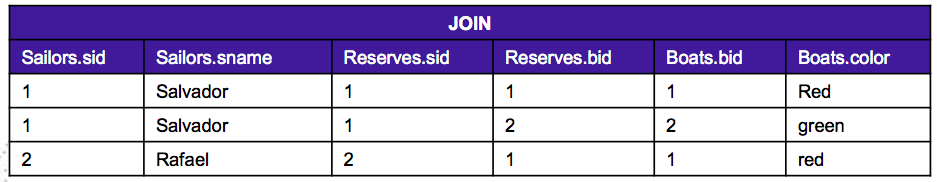 JOIN
Sailors.sid Sailors.sname Reserves.sid Reserves.bid Boats.bid Boats.color
1 Salvador 1 1 1 Red
1 Salvador 1 2 2 green
2 Rafael 2 1 1 red